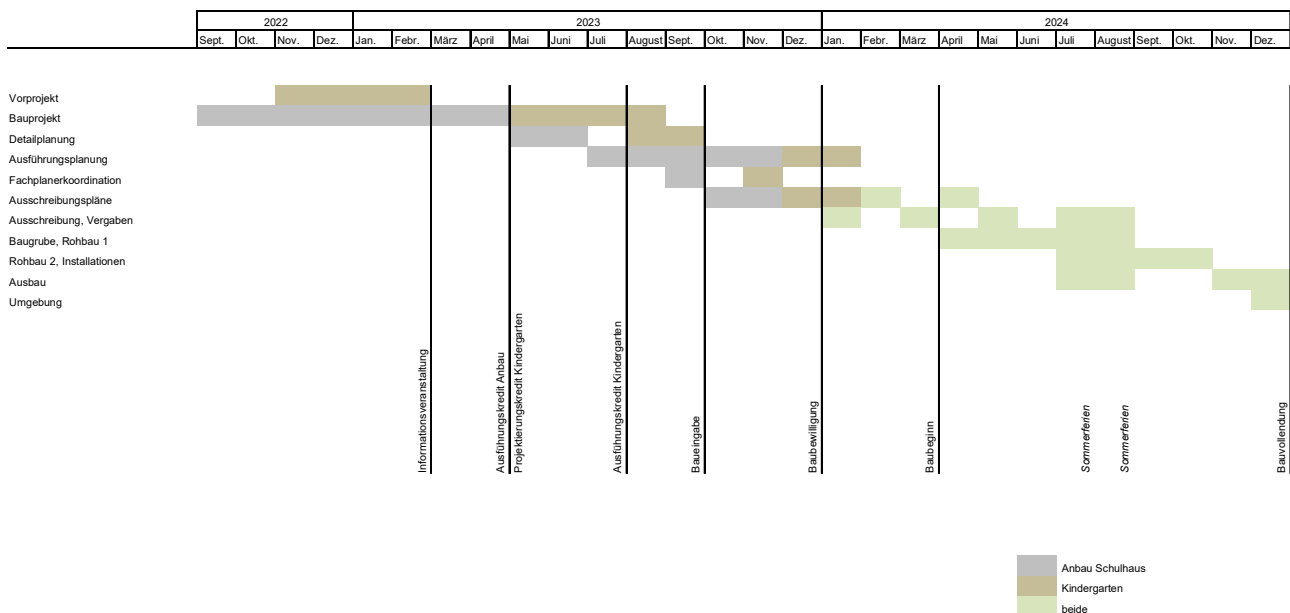 2022 2023 2024
Sept. Okt. Nov. Dez. Jan. Febr. März April Mai Juni Juli August Sept. Okt. Nov. Dez. Jan. Febr. März April Mai Juni Juli August Sept. Okt. Nov. Dez.
Vorprojekt
Bauprojekt
Detailplanung
Ausführungsplanung
Fachplanerkoordination
Ausschreibungspläne
Ausschreibung, Vergaben
Baugrube, Rohbau 1
Rohbau 2, Installationen
Ausbau
Umgebung
Informationsveranstaltung
Ausführungskredit Anbau
Projektierungskredit Kindergarten
Ausführungskredit Kindergarten
Baueingabe
Baubewilligung
Baubeginn
Sommerferien
Sommerferien
Bauvollendung
Anbau Schulhaus
Kindergarten
beide